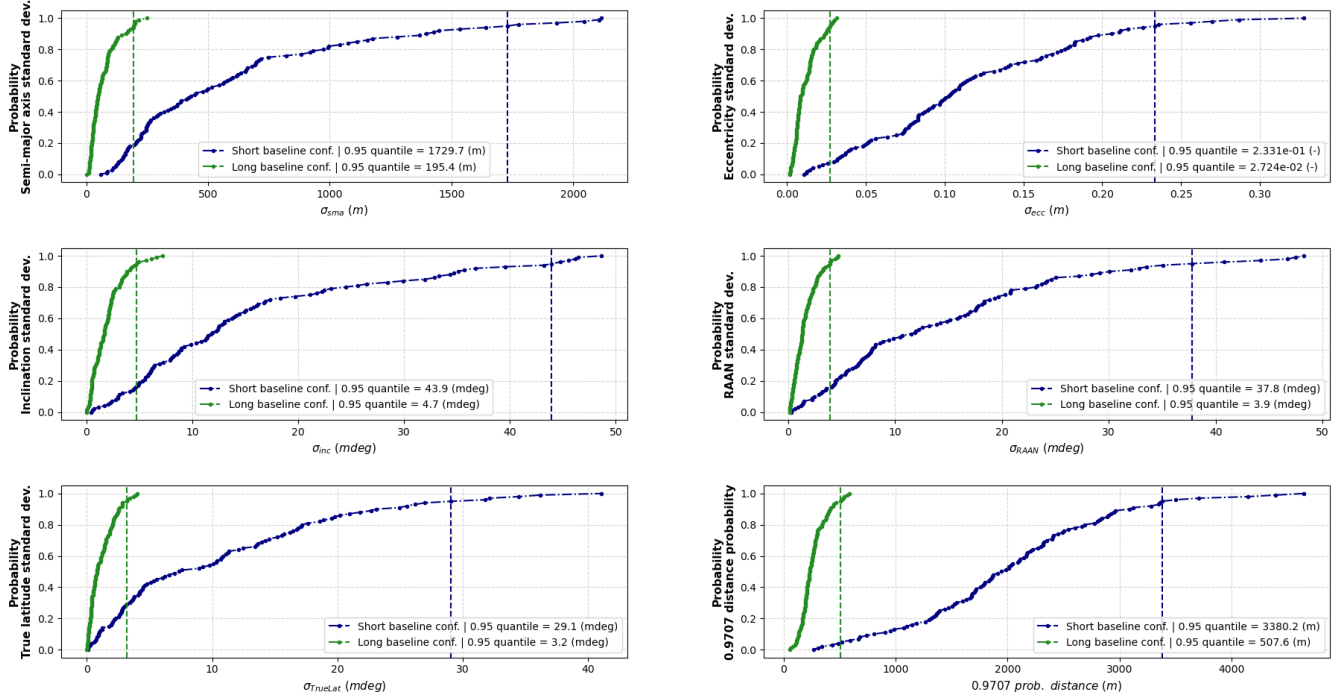 Probability
Semi-major axis standard dev.
1.0
0.8
0.6
0.4
0.2
0.0
Short baseline conf. | 0.95 quantile = 1729.7 (m)
Long baseline conf. | 0.95 quantile = 195.4 (m)
0 500 1000 1500 2000
σsma (m)
Probability
Eccentricity standard dev.
1.0
0.8
0.6
0.4
0.2
0.0
Short baseline conf. | 0.95 quantile = 2.331e-01 (-)
Long baseline conf. | 0.95 quantile = 2.724e-02 (-)
0.00 0.05 0.10 0.15 0.20 0.25 0.30
σecc (m)
Probability
Inclination standard dev.
1.0
0.8
0.6
0.4
0.2
0.0
Short baseline conf. | 0.95 quantile = 43.9 (mdeg)
Long baseline conf. | 0.95 quantile = 4.7 (mdeg)
0 10 20 30 40 50
σinc (mdeg)
Probability
RAAN standard dev.
1.0
0.8
0.6
0.4
0.2
0.0
Short baseline conf. | 0.95 quantile = 37.8 (mdeg)
Long baseline conf. | 0.95 quantile = 3.9 (mdeg)
0 10 20 30 40 50
σRAAN (mdeg)
Probability
True latitude standard dev.
1.0
0.8
0.6
0.4
0.2
0.0
Short baseline conf. | 0.95 quantile = 29.1 (mdeg)
Long baseline conf. | 0.95 quantile = 3.2 (mdeg)
0 10 20 30 40
σTrueLat (mdeg)
Probability
0.9707 distance probability
1.0
0.8
0.6
0.4
0.2
0.0
Short baseline conf. | 0.95 quantile = 3380.2 (m)
Long baseline conf. | 0.95 quantile = 507.6 (m)
0 1000 2000 3000 4000
0.9707 prob. distance (m)